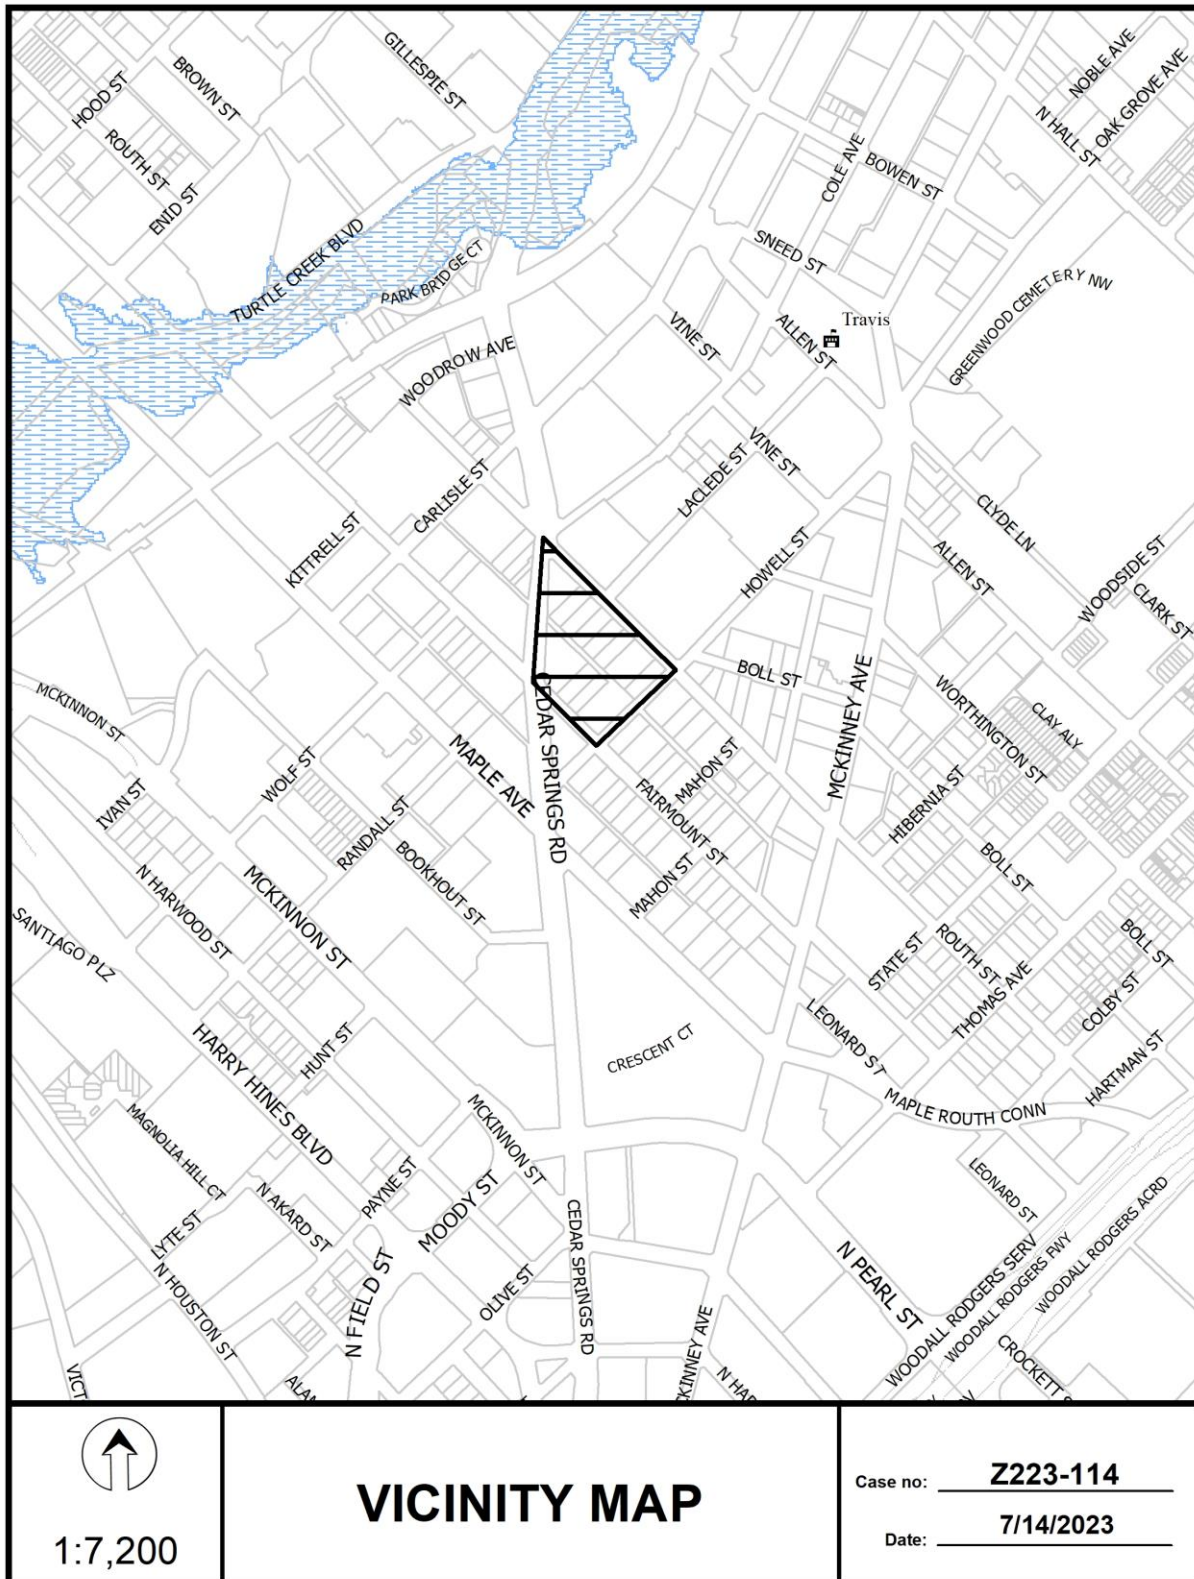 GILLESPIE ST
BROWN ST
HOOD ST
ROUTH ST
ENID ST
NOBLE AVE
OAK GROVE AVE
N HALL ST
COLE AVE
BOWEN ST
SNEED ST
TURTLE CREEK BLVD
PARK BRIDGE CT
GREENWOOD CEMETERY NW
Travis
ALLEN ST
VINE ST
WOODROW AVE
VINE ST
LACLEDE ST
CARLISLE ST
KITTRELL ST
CLYDE LN
ALLEN ST
HOWELL ST
WOODSIDE ST
CLARK ST
BOLL ST
MCKINNEY AVE
WORTHINGTON ST
CLAY ALY
MCKINNON ST
CEDAR SPRINGS RD
MAPLE AVE
WOLF ST
IVAN ST
MAHON ST
FAIRMOUNT ST
HIBERNIA ST
RANDALL ST
BOOKHOUT ST
MAHON ST
BOLL ST
N HARWOOD ST
MCKINNON ST
SANTIAGO PLZ
STATE ST
ROUTH ST
THOMAS AVE
BOLL ST
COLBY ST
HARTMAN ST
LEONARD ST
CRESCENT CT
HUNT ST
HARRY HINES BLVD
MAPLE ROUTH CONN
MAGNOLIA HILL CT
MCKINNON ST
LEONARD ST
PAYNE ST
MOODY ST
N AKARD ST
LYTE ST
CEDAR SPRINGS RD
N PEARL ST
WOODALL RODGERS SERV
WOODALL RODGERS FWY
WOODALL RODGERS ACRD
N HOUSTON ST
N FIELD ST
OLIVE ST
CROCKETT
KINNEY AVE
N HAR
VICT
ALAM
VICINITY MAP
1:7,200
Case no: Z223-114
Date: 7/14/2023